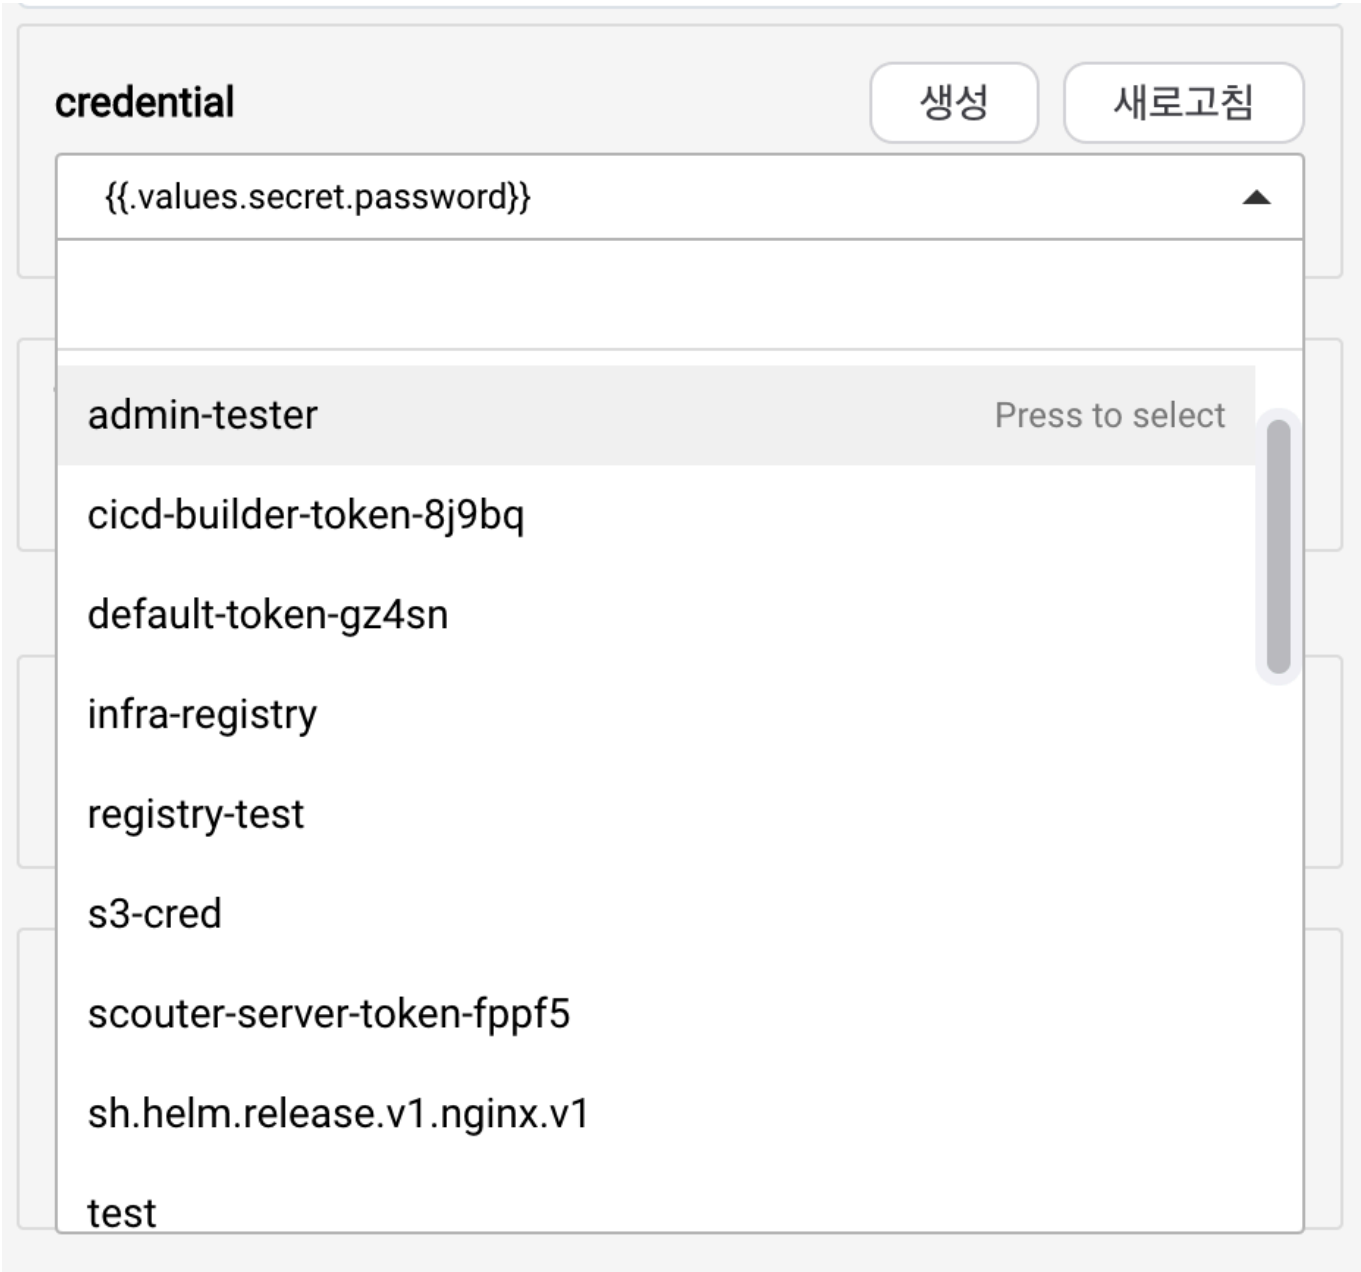 credential
생성
새로고침
{{.values.secret.password}}
admin-tester
Press to select
cicd-builder-token-8j9bq
default-token-gz4sn
infra-registry
registry-test
s3-cred
scouter-server-token-fppf5
sh.helm.release.v1.nginx.v1
test